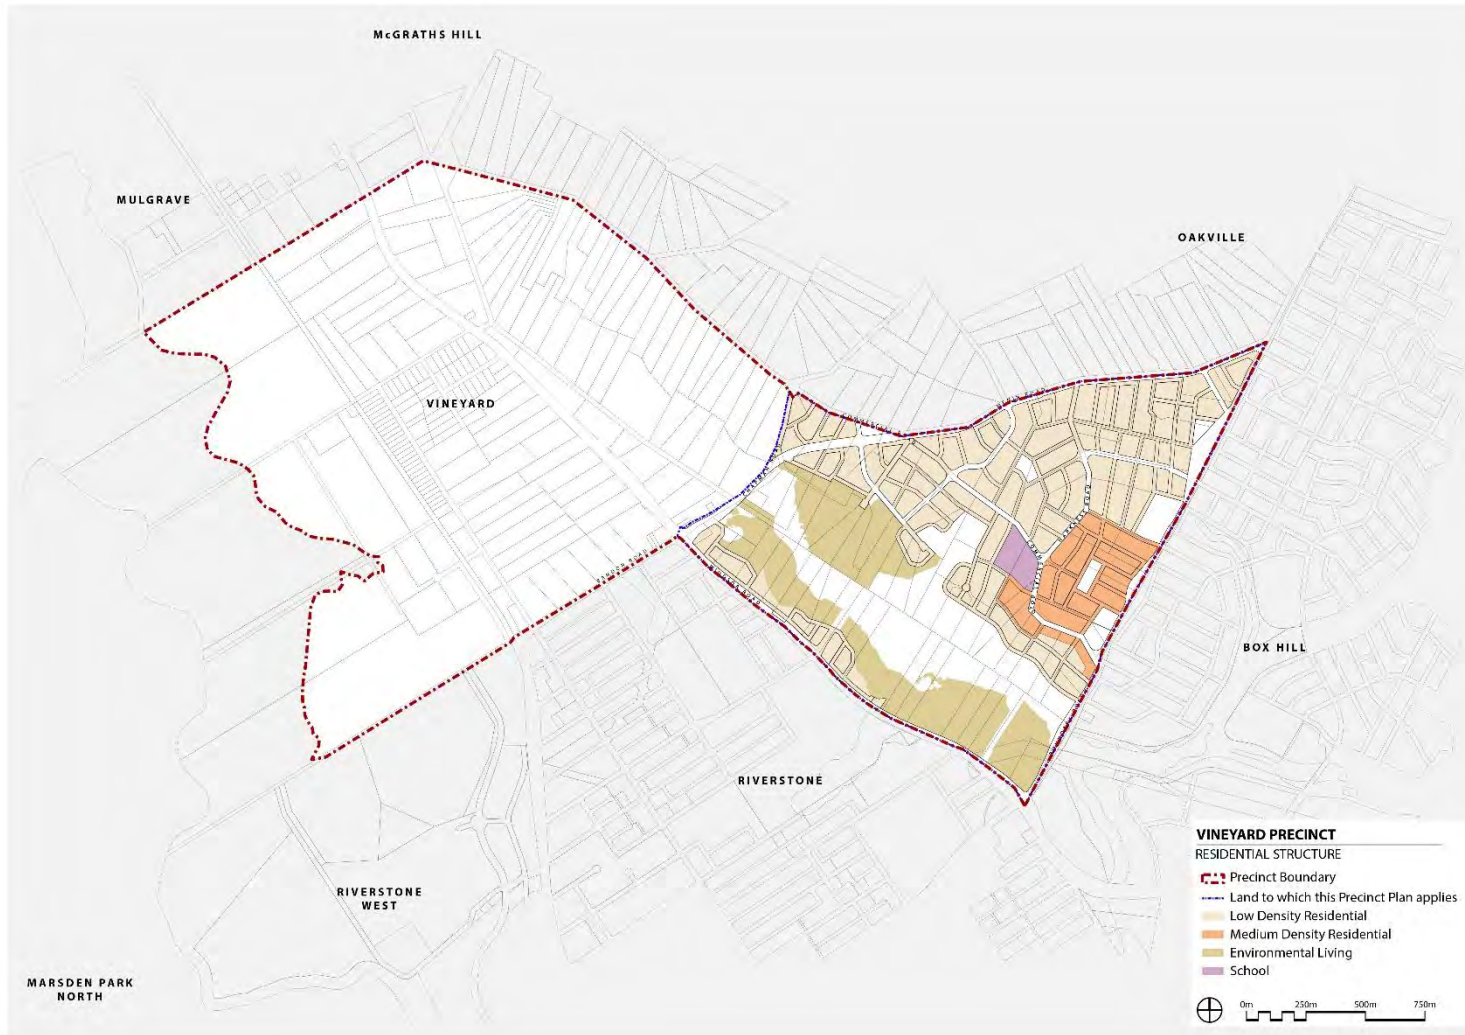 McGRATHS HILL
MULGRAVE
OAKVILLE
VINEYARD
BOX HILL
RIVERSTONE
RIVERSTONE
WEST
MARSDEN PARK
NORTH
BANDON ROAD
VINEYARD PRECINCT
RESIDENTIAL STRUCTURE
Precinct Boundary
Land to which this Precinct Plan applies
Low Density Residential
Medium Density Residential
Environmental Living
School
0m 250m 500m 750m